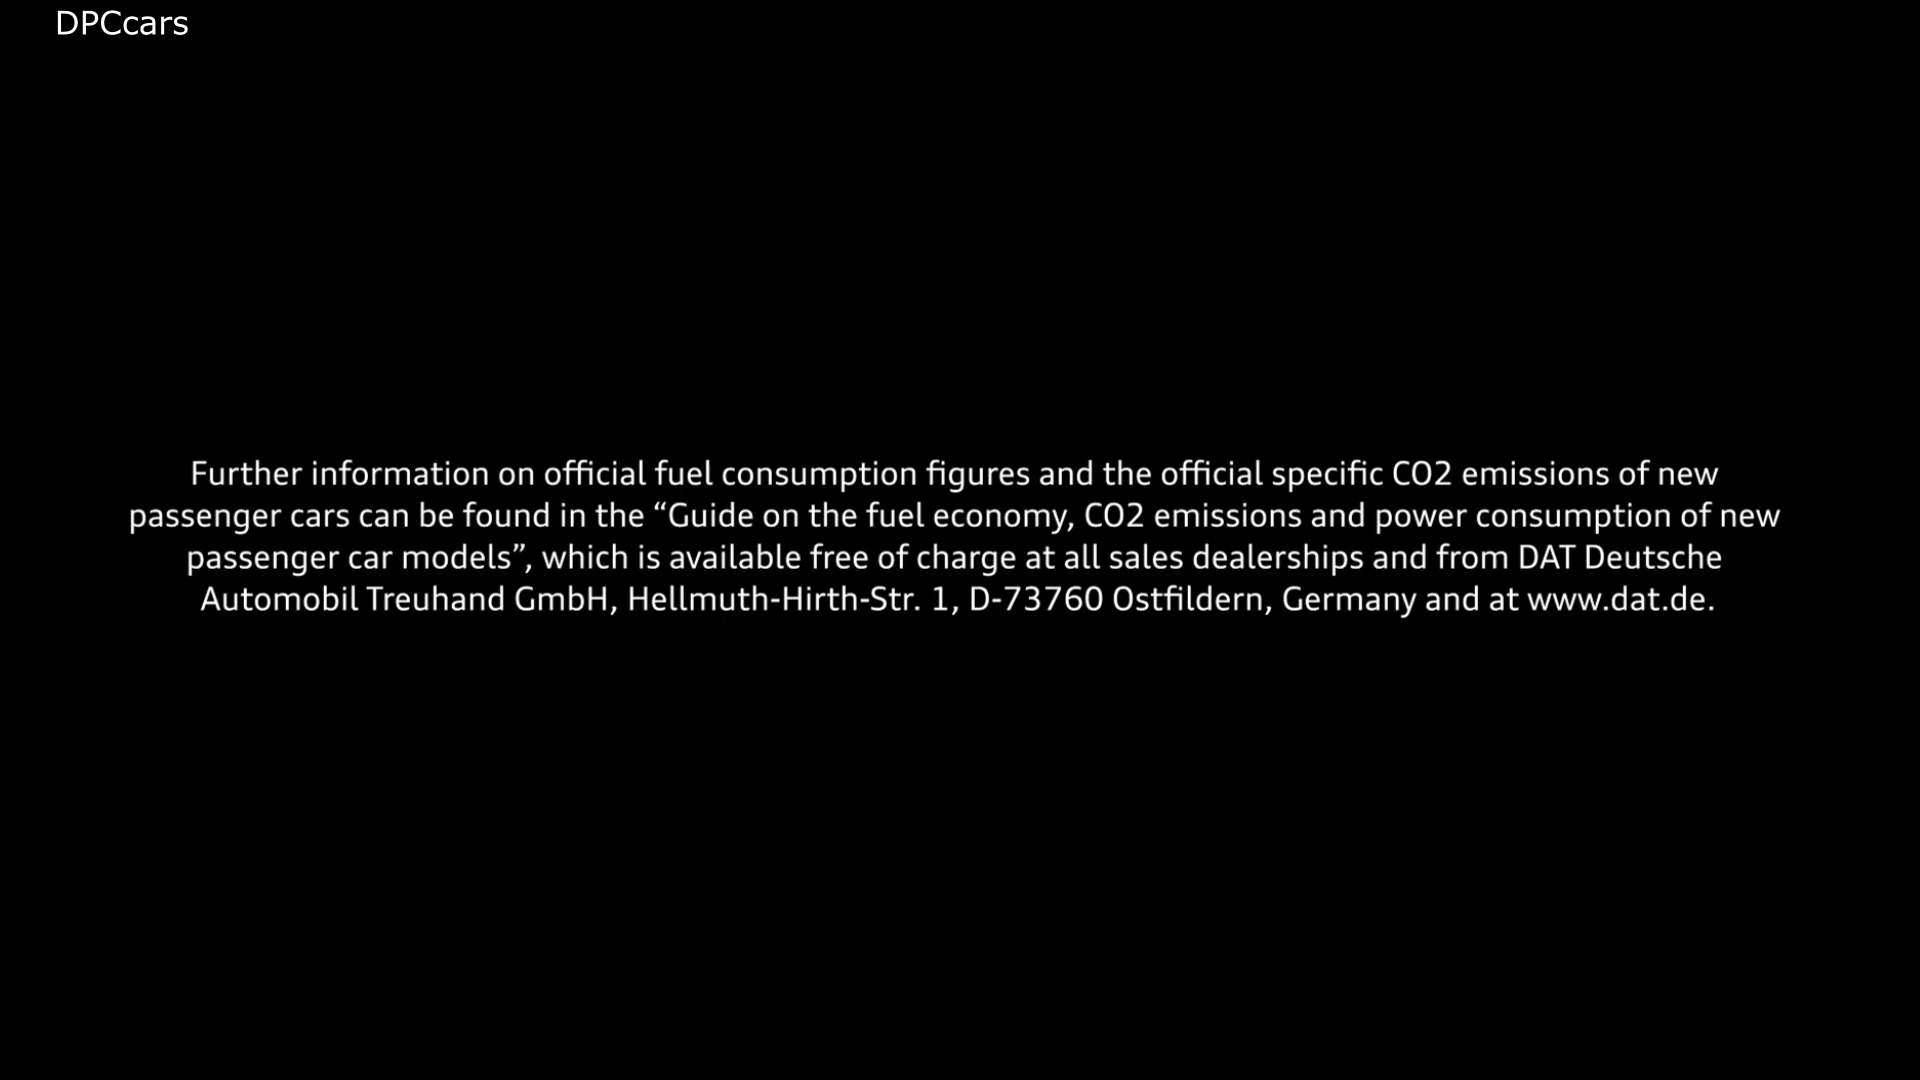 DPCcars
Further information on official fuel consumption figures and the official specific CO2 emissions of new
passenger cars can be found in the “Guide on the fuel economy, CO2 emissions and power consumption of new
passenger car models”, which is available free of charge at all sales dealerships and from DAT Deutsche
Automobil Treuhand GmbH, Hellmuth-Hirth-Str. 1, D-73760 Ostfildern, Germany and at www.dat.de.